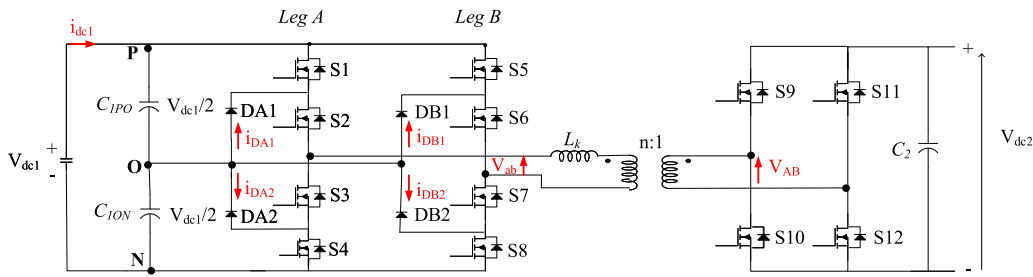 Leg A
Leg B
i_dc1
P
S1
S5
S9
S11
+
C_1PO
V_dc1/2
DA1
S2
DB1
S6
i_DA1
i_DB1
L_k
n:1
V_dc2
V_dc1
+
-
O
V_ab
V_AB
C_2
i_DA2
i_DB2
C_1ON
V_dc1/2
DA2
S3
DB2
S7
S10
S12
S4
S8
N
-